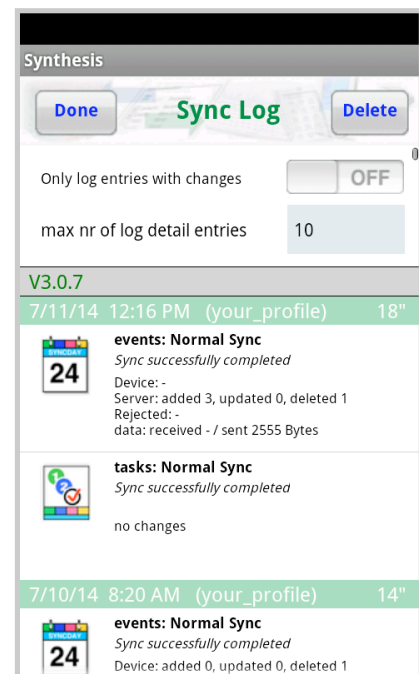 Synthesis
Done Sync Log Delete
Only log entries with changes OFF
max nr of log detail entries 10
V3.0.7
7/11/14 12:16 PM (your_profile) 18"
events: Normal Sync
SYNCDAY
Sync successfully completed
24
Device: -
Server: added 3, updated 0, deleted 1
Rejected: -
data: received - / sent 2555 Bytes
tasks: Normal Sync
Sync successfully completed
no changes
7/10/14 8:20 AM (your_profile) 14"
events: Normal Sync
SYNCDAY
Sync successfully completed
24
Device: added 0, updated 0, deleted 1